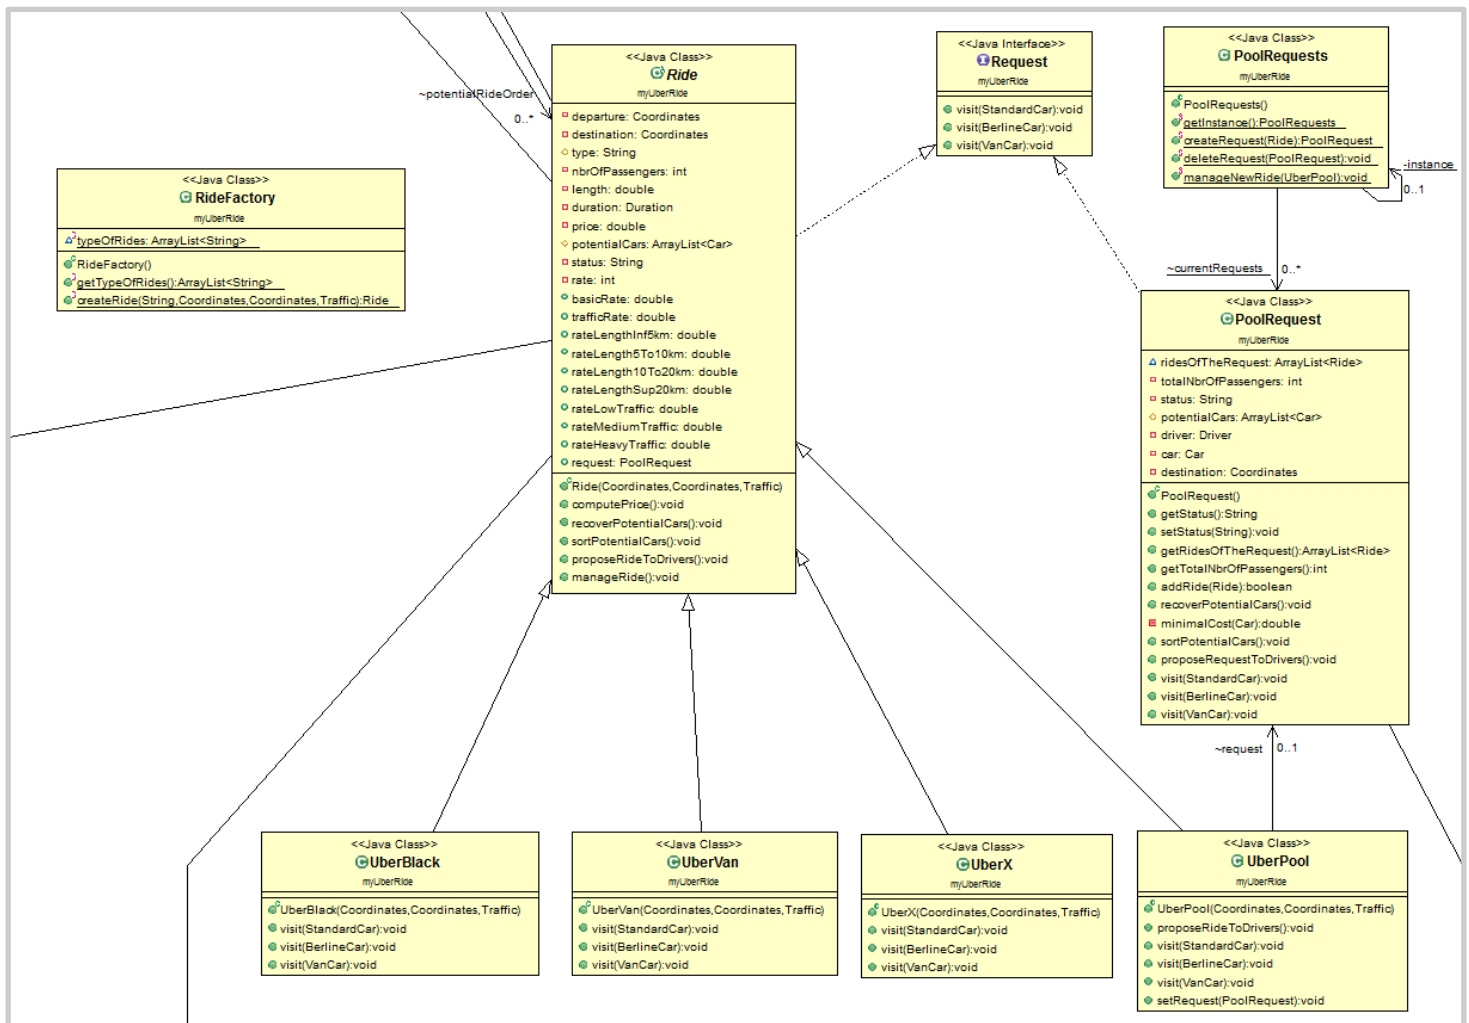 ~potentialRideOrder
0..*
<<Java Class>>
Ride
myUberRide
departure: Coordinates
destination: Coordinates
type: String
nbrOfPassengers: int
length: double
duration: Duration
price: double
potentialCars: ArrayList<Car>
status: String
rate: int
basicRate: double
trafficRate: double
rateLengthInf5km: double
rateLength5To10km: double
rateLength10To20km: double
rateLengthSup20km: double
rateLowTraffic: double
rateMediumTraffic: double
rateHeavyTraffic: double
request: PoolRequest
Ride(Coordinates,Coordinates,Traffic)
computePrice():void
recoverPotentialCars():void
sortPotentialCars():void
proposeRideToDrivers():void
manageRide():void
<<Java Interface>>
Request
myUberRide
visit(StandardCar):void
visit(BerlineCar):void
visit(VanCar):void
<<Java Class>>
PoolRequests
myUberRide
PoolRequests()
getInstance():PoolRequests
createRequest(Ride):PoolRequest
deleteRequest(PoolRequest):void
manageNewRide(UberPool):void
-instance
0..1
<<Java Class>>
RideFactory
myUberRide
typeOfRides: ArrayList<String>
RideFactory()
getTypeOfRides():ArrayList<String>
createRide(String,Coordinates,Coordinates,Traffic):Ride
~currentRequests
0..*
<<Java Class>>
PoolRequest
myUberRide
ridesOfTheRequest: ArrayList<Ride>
totalNbrOfPassengers: int
status: String
potentialCars: ArrayList<Car>
driver: Driver
car: Car
destination: Coordinates
PoolRequest()
getStatus():String
setStatus(String):void
getRidesOfTheRequest():ArrayList<Ride>
getTotalNbrOfPassengers():int
addRide(Ride):boolean
recoverPotentialCars():void
minimalCost(Car):double
sortPotentialCars():void
proposeRequestToDrivers():void
visit(StandardCar):void
visit(BerlineCar):void
visit(VanCar):void
~request
0..1
<<Java Class>>
UberBlack
myUberRide
UberBlack(Coordinates,Coordinates,Traffic)
visit(StandardCar):void
visit(BerlineCar):void
visit(VanCar):void
<<Java Class>>
UberVan
myUberRide
UberVan(Coordinates,Coordinates,Traffic)
visit(StandardCar):void
visit(BerlineCar):void
visit(VanCar):void
<<Java Class>>
UberX
myUberRide
UberX(Coordinates,Coordinates,Traffic)
visit(StandardCar):void
visit(BerlineCar):void
visit(VanCar):void
<<Java Class>>
UberPool
myUberRide
UberPool(Coordinates,Coordinates,Traffic)
proposeRideToDrivers():void
visit(StandardCar):void
visit(BerlineCar):void
visit(VanCar):void
setRequest(PoolRequest):void